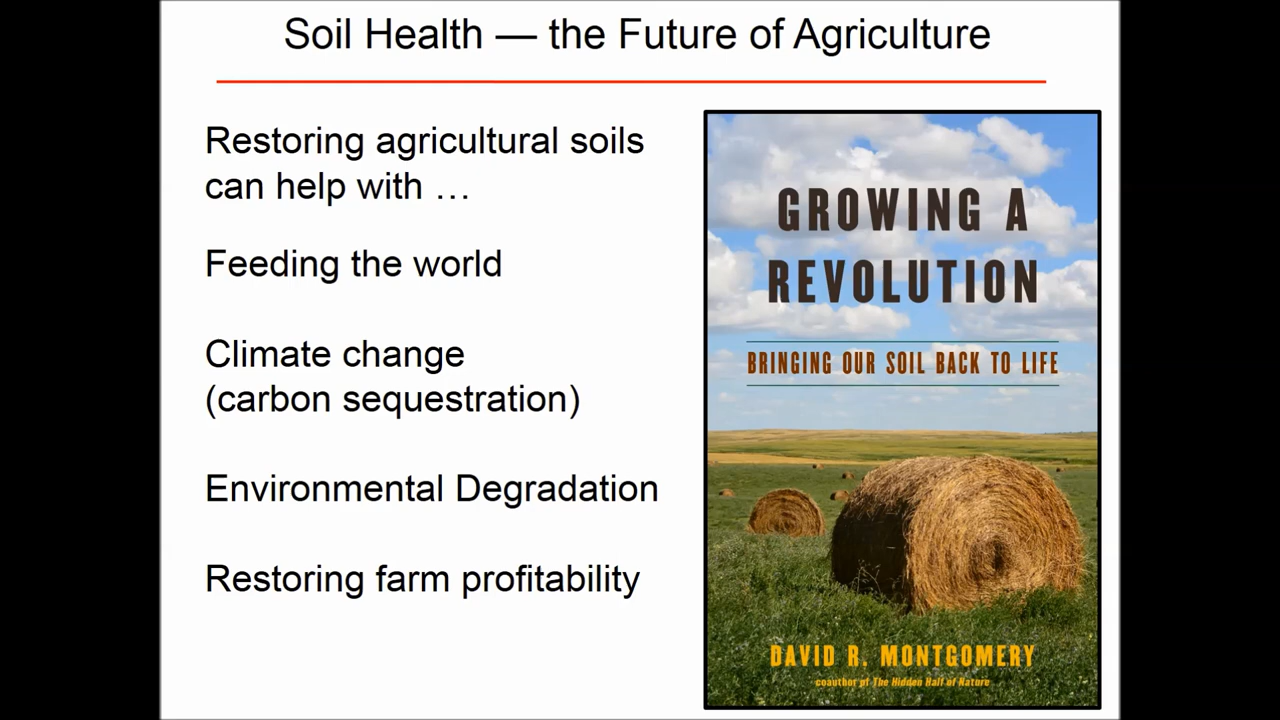 Soil Health — the Future of Agriculture
Restoring agricultural soils
can help with …
Feeding the world
Climate change
(carbon sequestration)
Environmental Degradation
Restoring farm profitability
GROWING A
REVOLUTION
BRINGING OUR SOIL BACK TO LIFE
DAVID R. MONTGOMERY
coauthor of The Hidden Half of Nature